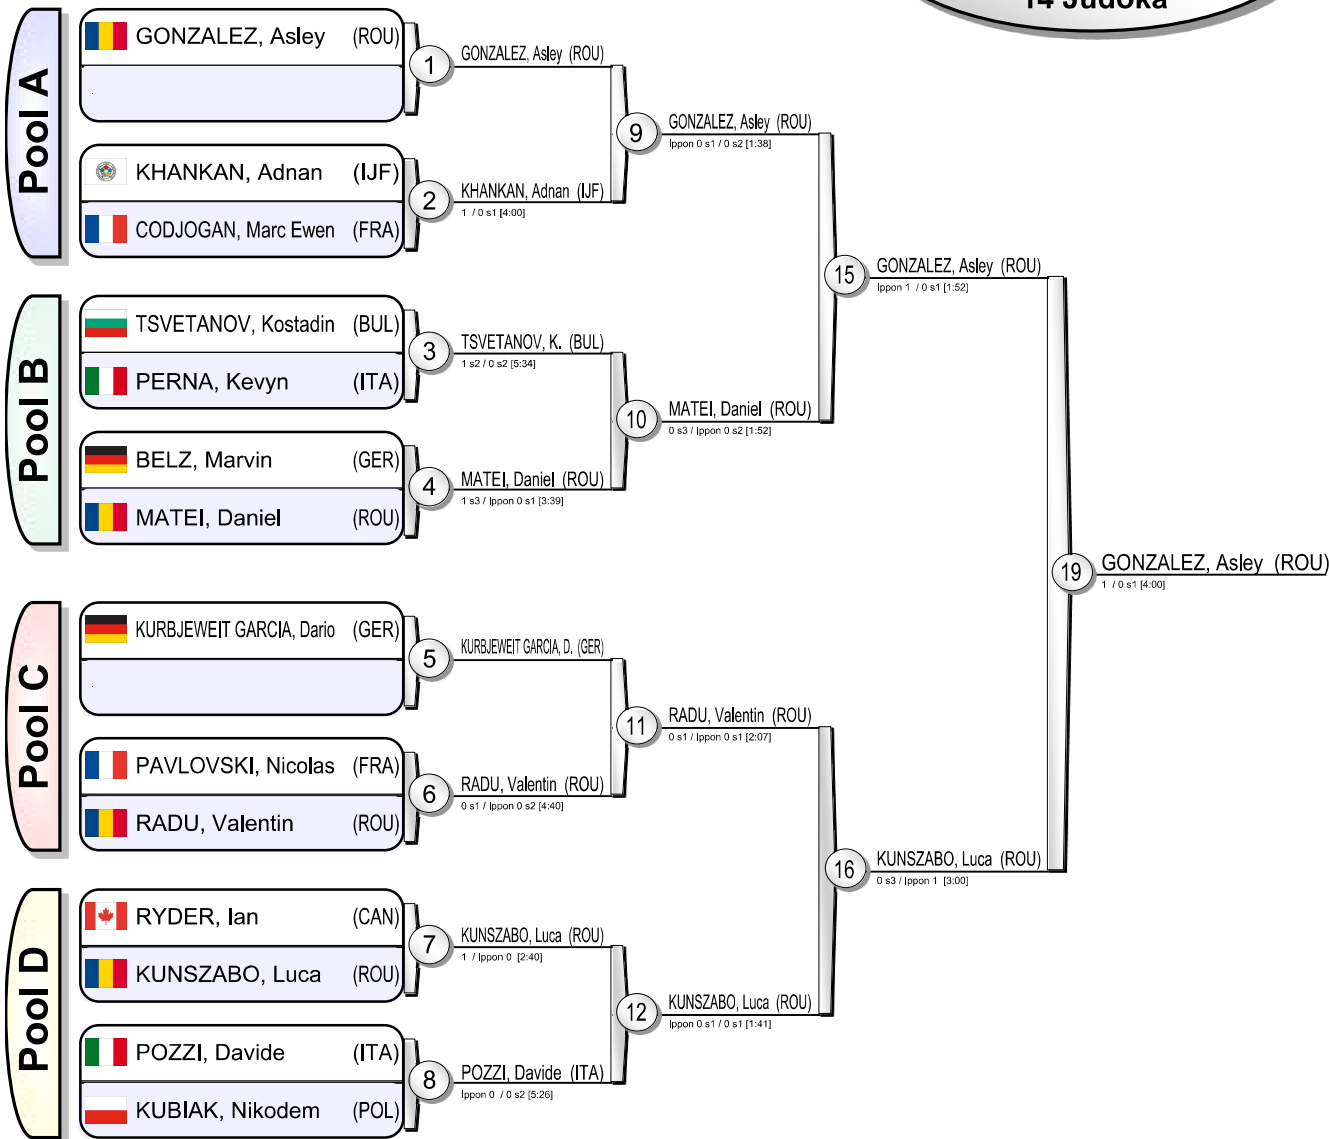 14 Judoka
Pool A
GONZALEZ, Asley (ROU)
.
1
GONZALEZ, Asley (ROU)
KHANKAN, Adnan (IJF)
CODJOGAN, Marc Ewen (FRA)
2
KHANKAN, Adnan (IJF)
1 / 0 s1 [4:00]
9
GONZALEZ, Asley (ROU)
Ippon 0 s1 / 0 s2 [1:38]
Pool B
TSVETANOV, Kostadin (BUL)
PERNA, Kevyn (ITA)
3
TSVETANOV, K. (BUL)
1 s2 / 0 s2 [5:34]
BELZ, Marvin (GER)
MATEI, Daniel (ROU)
4
MATEI, Daniel (ROU)
1 s3 / Ippon 0 s1 [3:39]
10
MATEI, Daniel (ROU)
0 s3 / Ippon 0 s2 [1:52]
15
GONZALEZ, Asley (ROU)
Ippon 1 / 0 s1 [1:52]
Pool C
KURBJEWEIT GARCIA, Dario (GER)
.
5
KURBJEWEIT GARCIA, D. (GER)
PAVLOVSKI, Nicolas (FRA)
RADU, Valentin (ROU)
6
RADU, Valentin (ROU)
0 s1 / Ippon 0 s2 [4:40]
11
RADU, Valentin (ROU)
0 s1 / Ippon 0 s1 [2:07]
Pool D
RYDER, Ian (CAN)
KUNSZABO, Luca (ROU)
7
KUNSZABO, Luca (ROU)
1 / Ippon 0 [2:40]
POZZI, Davide (ITA)
KUBIAK, Nikodem (POL)
8
POZZI, Davide (ITA)
Ippon 0 / 0 s2 [5:26]
12
KUNSZABO, Luca (ROU)
Ippon 0 s1 / 0 s1 [1:41]
16
KUNSZABO, Luca (ROU)
0 s3 / Ippon 1 [3:00]
19
GONZALEZ, Asley (ROU)
1 / 0 s1 [4:00]